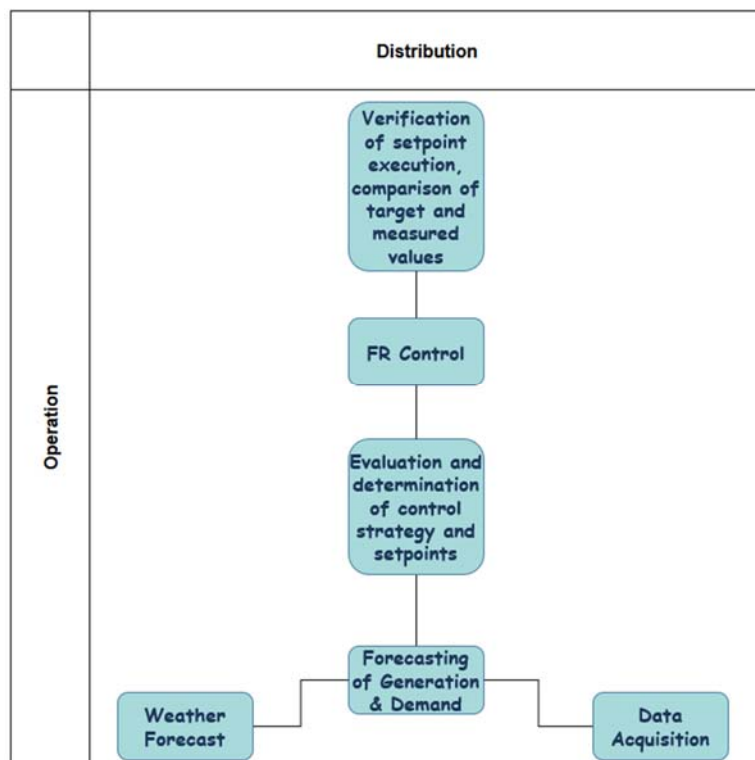 Distribution
Operation
Verification
of setpoint
execution,
comparison of
target and
measured
values
FR Control
Evaluation and
determination
of control
strategy and
setpoints
Forecasting
of Generation
& Demand
Weather
Forecast
Data
Acquisition